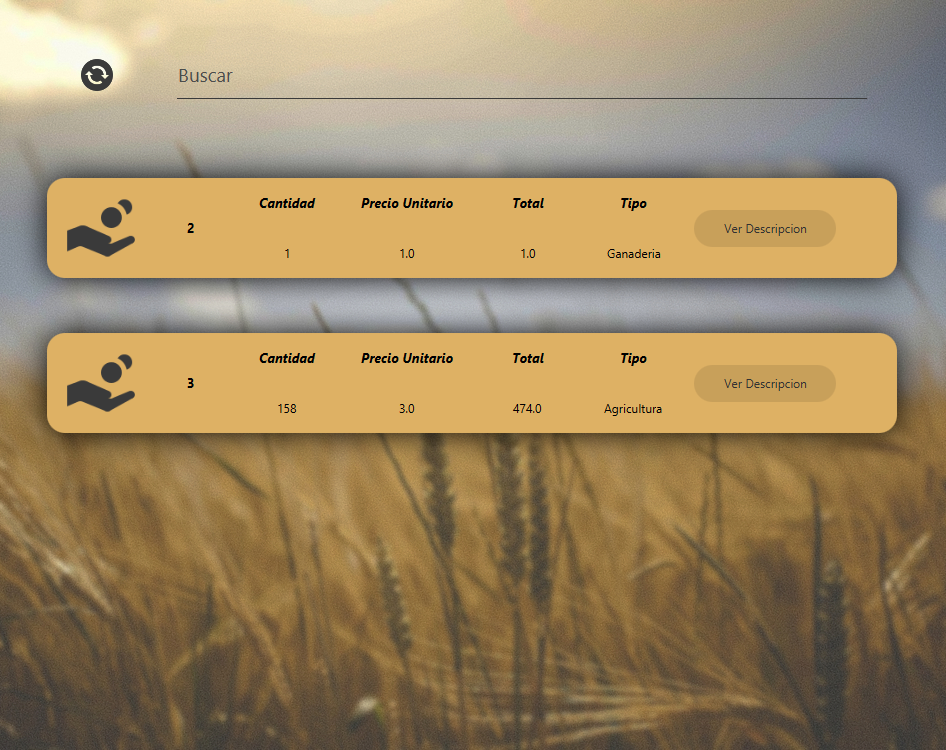 Buscar
Cantidad Precio Unitario Total Tipo
2 Ver Descripcion
1 1.0 1.0 Ganaderia
Cantidad Precio Unitario Total Tipo
3 Ver Descripcion
158 3.0 474.0 Agricultura